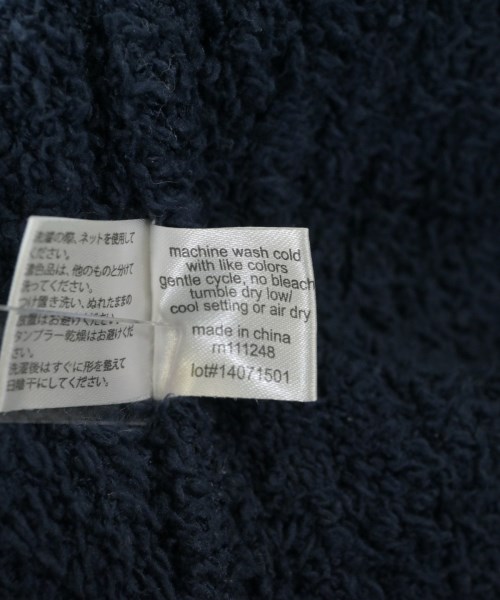 洗濯の際、ネットを使用して
ください。
濃色品は、他のものと分けて
洗ってください。
つけ置き洗い、ぬれたままの
放置はお避けください。
タンブラー乾燥はお避けくだ
さい。
洗濯後はすぐに形を整えて
日陰干してください。
machine wash cold
with like colors
gentle cycle, no bleach
tumble dry low/
cool setting or air dry
made in china
rn111248
lot#14071501